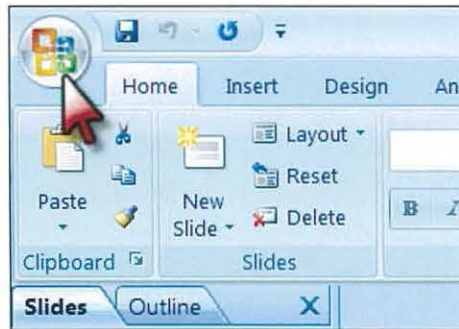 Home Insert Design An
Layout
Reset
Delete
Paste
New
Slide
B I
Clipboard
Slides
Slides Outline X